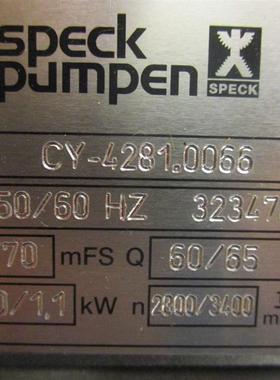 speck
pumpen
SPECK
CY-4281.0066
50/60 HZ 32347
70 mFS Q 60/65
0/1.1 kW n 2800/3400